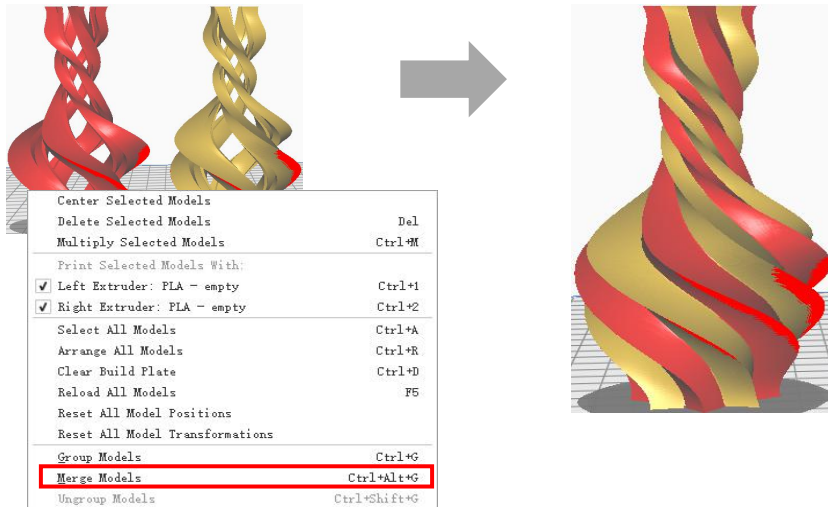 Center Selected Models
Delete Selected Models Del
Multiply Selected Models Ctrl+M
Print Selected Models With:
Left Extruder: PLA - empty Ctrl+1
Right Extruder: PLA - empty Ctrl+2
Select All Models Ctrl+A
Arrange All Models Ctrl+R
Clear Build Plate Ctrl+D
Reload All Models F5
Reset All Model Positions
Reset All Model Transformations
Group Models Ctrl+G
Merge Models Ctrl+Alt+G
Ungroup Models Ctrl+Shift+G